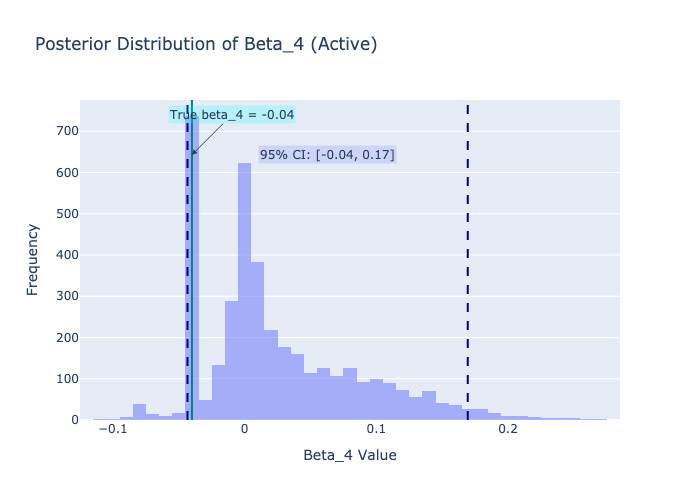 Posterior Distribution of Beta_4 (Active)
True beta_4 = -0.04
95% CI: [-0.04, 0.17]
700
600
500
400
300
200
100
0
Frequency
−0.1
0
0.1
0.2
Beta_4 Value